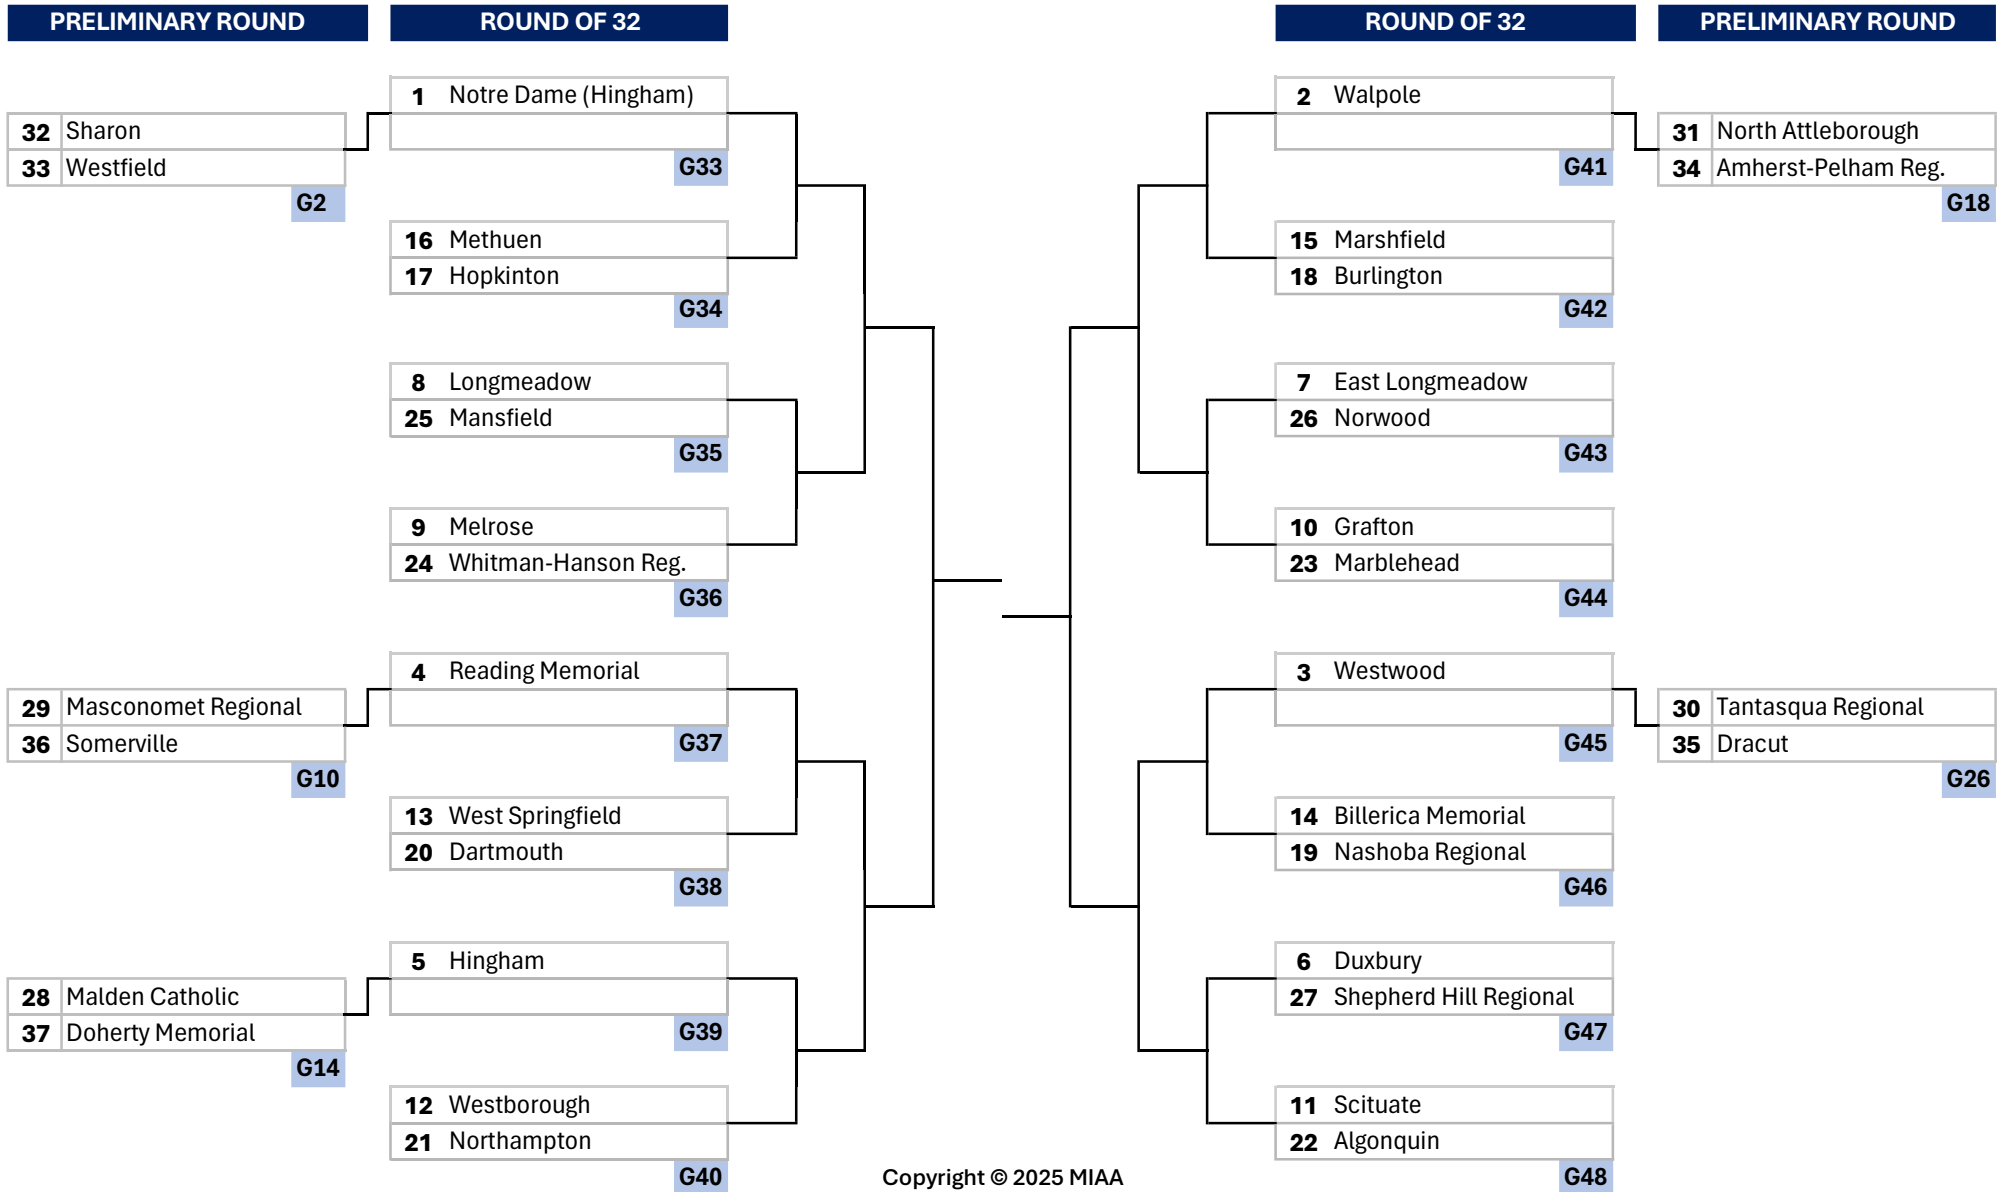 PRELIMINARY ROUND
ROUND OF 32
ROUND OF 32
PRELIMINARY ROUND
32 Sharon
33 Westfield
G2
29 Masconomet Regional
36 Somerville
G10
28 Malden Catholic
37 Doherty Memorial
G14
1 Notre Dame (Hingham)
G33
16 Methuen
17 Hopkinton
G34
8 Longmeadow
25 Mansfield
G35
9 Melrose
24 Whitman-Hanson Reg.
G36
4 Reading Memorial
G37
13 West Springfield
20 Dartmouth
G38
5 Hingham
G39
12 Westborough
21 Northampton
G40
2 Walpole
G41
15 Marshfield
18 Burlington
G42
7 East Longmeadow
26 Norwood
G43
10 Grafton
23 Marblehead
G44
3 Westwood
G45
14 Billerica Memorial
19 Nashoba Regional
G46
6 Duxbury
27 Shepherd Hill Regional
G47
11 Scituate
22 Algonquin
G48
31 North Attleborough
34 Amherst-Pelham Reg.
G18
30 Tantasqua Regional
35 Dracut
G26
Copyright © 2025 MIAA